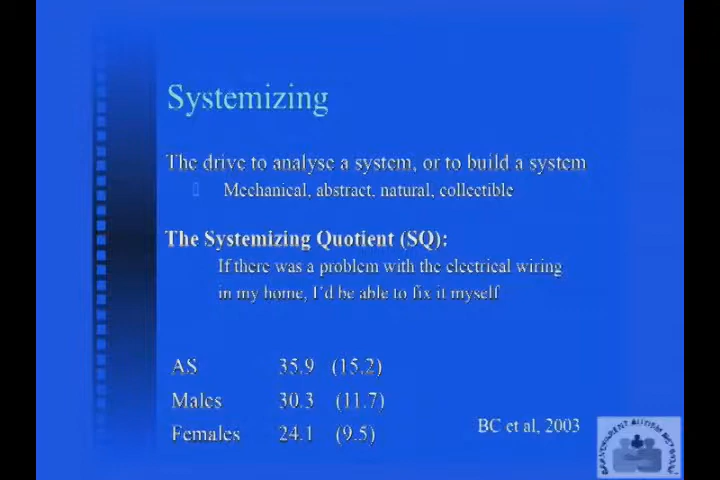 Systemizing
The drive to analyse a system, or to build a system
Mechanical, abstract, natural, collectible
The Systemizing Quotient (SQ):
If there was a problem with the electrical wiring
in my home, I'd be able to fix it myself
AS 35.9 (15.2)
Males 30.3 (11.7)
Females 24.1 (9.5)
BC et al, 2003
AUTISM